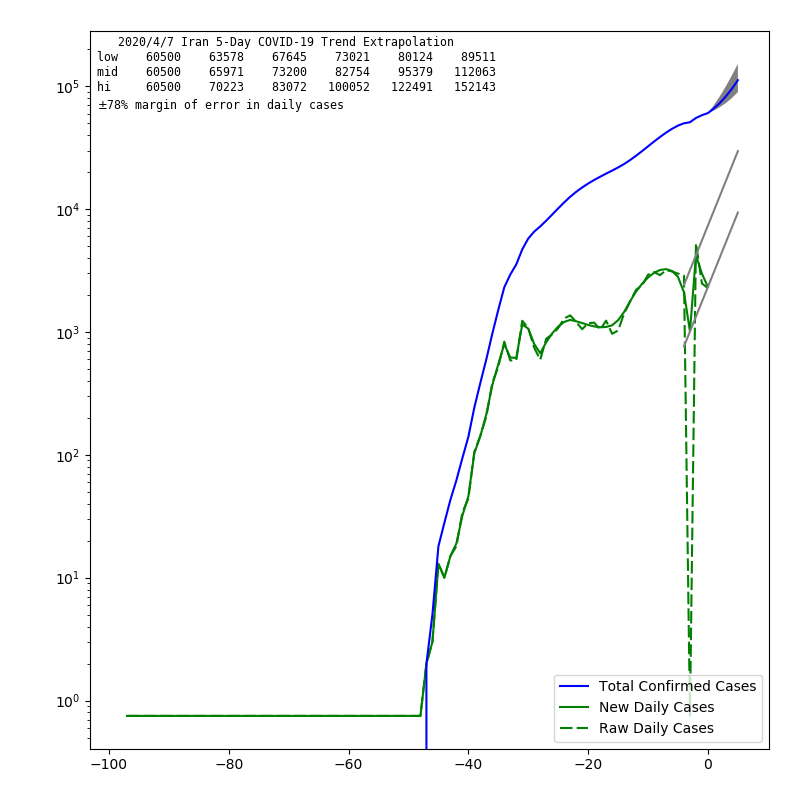 2020/4/7 Iran 5-Day COVID-19 Trend Extrapolation
low 60500 63578 67645 73021 80124 89511
mid 60500 65971 73200 82754 95379 112063
hi 60500 70223 83072 100052 122491 152143
±78% margin of error in daily cases
10⁵
10⁴
10³
10²
10¹
10⁰
Total Confirmed Cases
New Daily Cases
Raw Daily Cases
−100 −80 −60 −40 −20 0